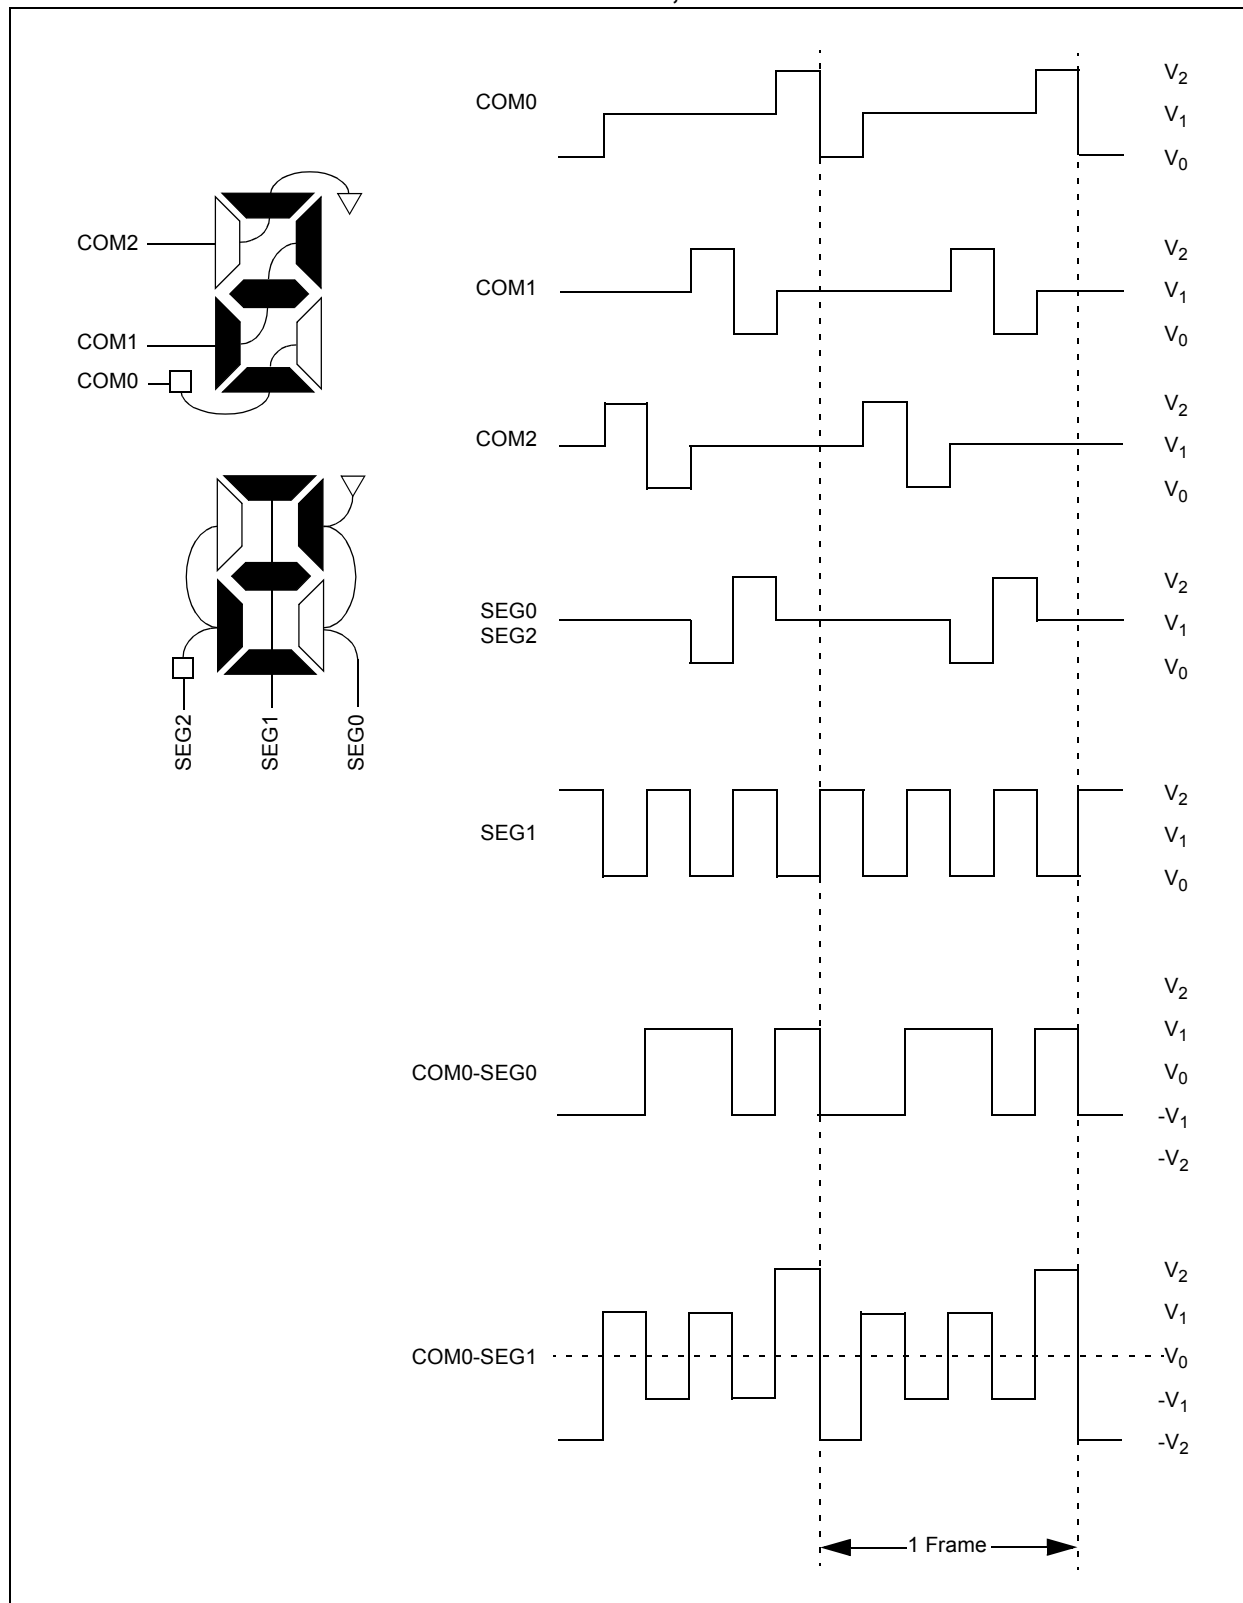 COM0
V2
V1
V0
COM2
COM1
COM0
COM1
V2
V1
V0
COM2
V2
V1
V0
SEG2
SEG1
SEG0
SEG0
SEG2
V2
V1
V0
SEG1
V2
V1
V0
COM0-SEG0
V2
V1
V0
-V1
-V2
COM0-SEG1
V2
V1
V0
-V1
-V2
1 Frame